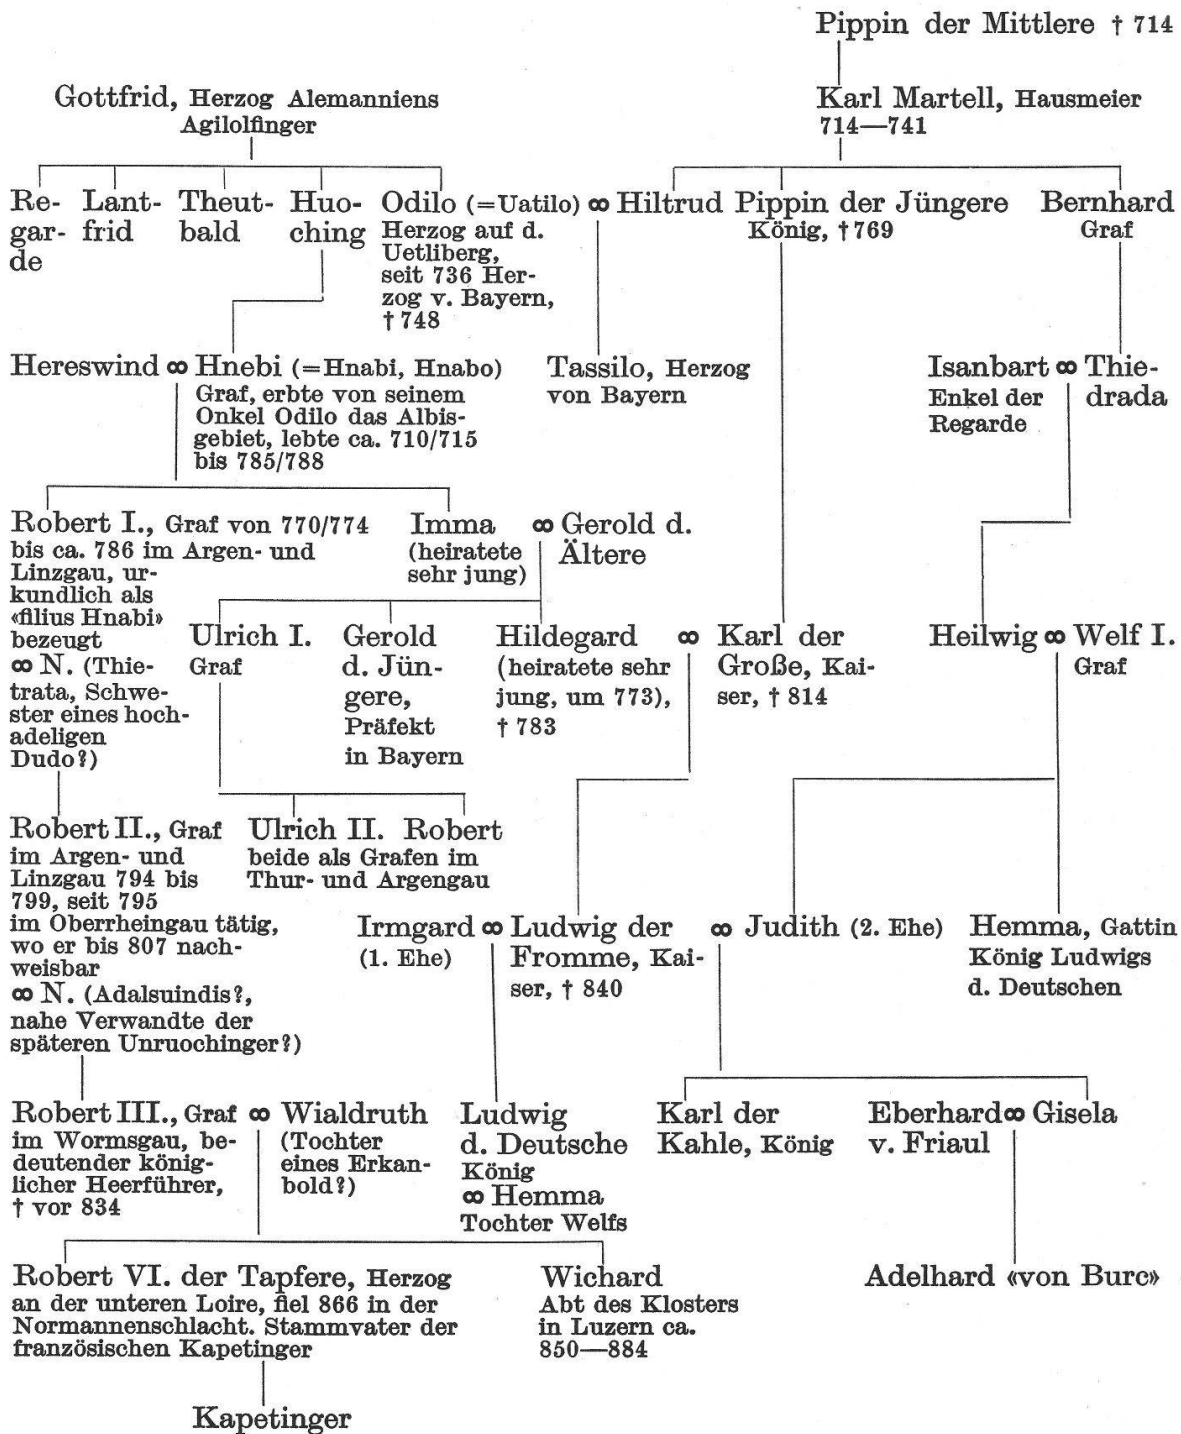 Pippin der Mittlere † 714
Gottfrid, Herzog Alemanniens
Agilolfinger
Karl Martell, Hausmeier
714—741
Re-
gar-
de
Lant-
frid
Theut-
bald
Huo-
ching
Odilo (=Uatilo) ∞ Hiltrud
Herzog auf d.
Uetliberg,
seit 736 Her-
zog v. Bayern,
† 748
Pippin der Jüngere
König, † 769
Bernhard
Graf
Hereswind ∞ Hnebi (=Hnabi, Hnabo)
Graf, erbte von seinem
Onkel Odilo das Albis-
gebiet, lebte ca. 710/715
bis 785/788
Tassilo, Herzog
von Bayern
Isanbart ∞ Thie-
drada
Enkel der
Regarde
Robert I., Graf von 770/774
bis ca. 786 im Argen- und
Linzgau, ur-
kundlich als
«filius Hnabi»
bezeugt
∞ N. (Thie-
trata, Schwe-
ster eines hoch-
adeligen
Dudo?)
Imma
(heiratete
sehr jung)
∞ Gerold d.
Ältere
Ulrich I.
Graf
Gerold
d. Jün-
gere,
Präfekt
in Bayern
Hildegard
(heiratete sehr
jung, um 773),
† 783
∞ Karl der
Große, Kai-
ser, † 814
Heilwig ∞ Welf I.
Graf
Robert II., Graf
im Argen- und
Linzgau 794 bis
799, seit 795
im Oberrheingau tätig,
wo er bis 807 nach-
weisbar
∞ N. (Adalsuindis?,
nahe Verwandte der
späteren Unruochinger?)
Ulrich II. Robert
beide als Grafen im
Thur- und Argengau
Irmgard ∞ Ludwig der
(1. Ehe)
Fromme, Kai-
ser, † 840
∞ Judith (2. Ehe)
Hemma, Gattin
König Ludwigs
d. Deutschen
Robert III., Graf ∞ Wialdruth
im Wormsgau, be-
deutender könig-
licher Heerführer,
† vor 834
(Tochter
eines Erkan-
bold?)
Ludwig
d. Deutsche
König
∞ Hemma
Tochter Welfs
Karl der
Kahle, König
Eberhard ∞ Gisela
v. Friaul
Robert VI. der Tapfere, Herzog
an der unteren Loire, fiel 866 in der
Normannenschlacht. Stammvater der
französischen Kapetinger
Wichard
Abt des Klosters
in Luzern ca.
850—884
Adelhard «von Burc»
Kapetinger